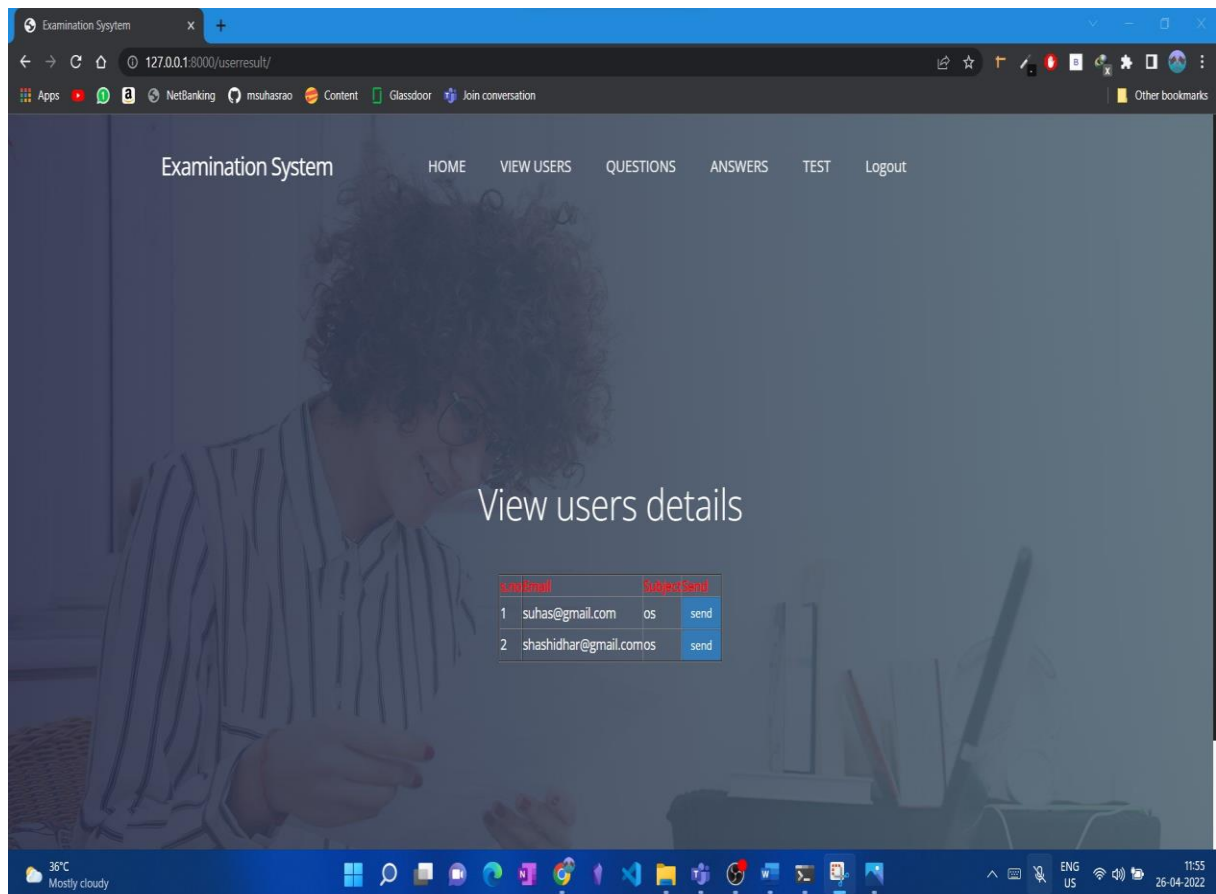 Examination Sysytem
127.0.0.1:8000/userresult/
Apps NetBanking msuhasrao Content Glassdoor Join conversation Other bookmarks
Examination System HOME VIEW USERS QUESTIONS ANSWERS TEST Logout
View users details
s.no Email Subject Send
1 suhas@gmail.com os send
2 shashidhar@gmail.com os send
36°C
Mostly cloudy
ENG
US
11:55
26-04-2022